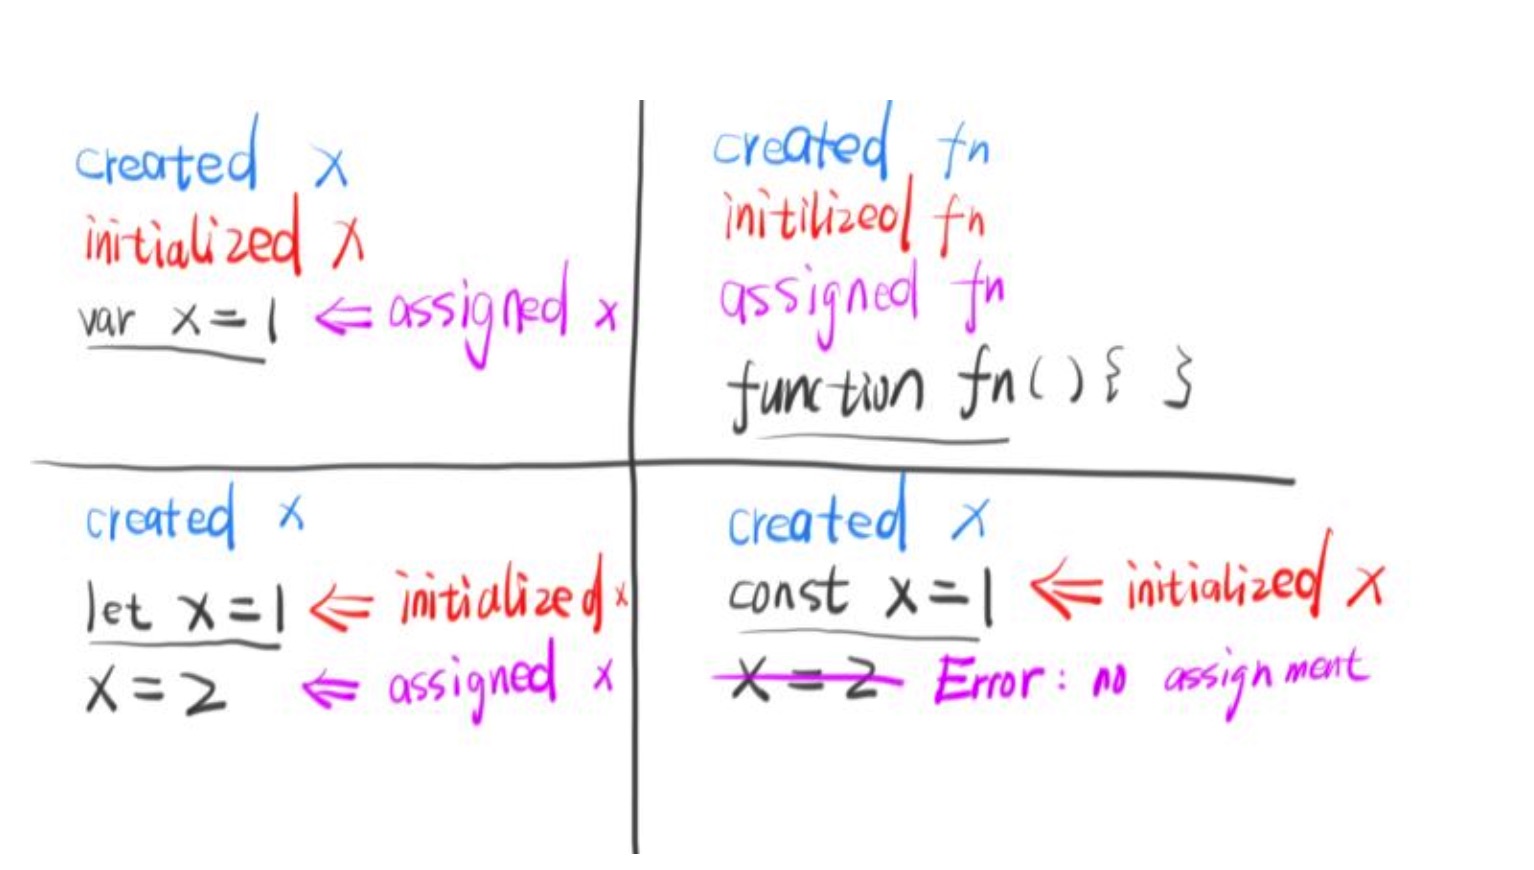 created x
initialized x
var x = 1 ⇐ assigned x
created fn
initilized fn
assigned fn
function fn ( ) { }
created x
let x = 1 ⇐ initialized x
x = 2 ⇐ assigned x
created x
const x = 1 ⇐ initialized x
x = 2 Error : no assignment